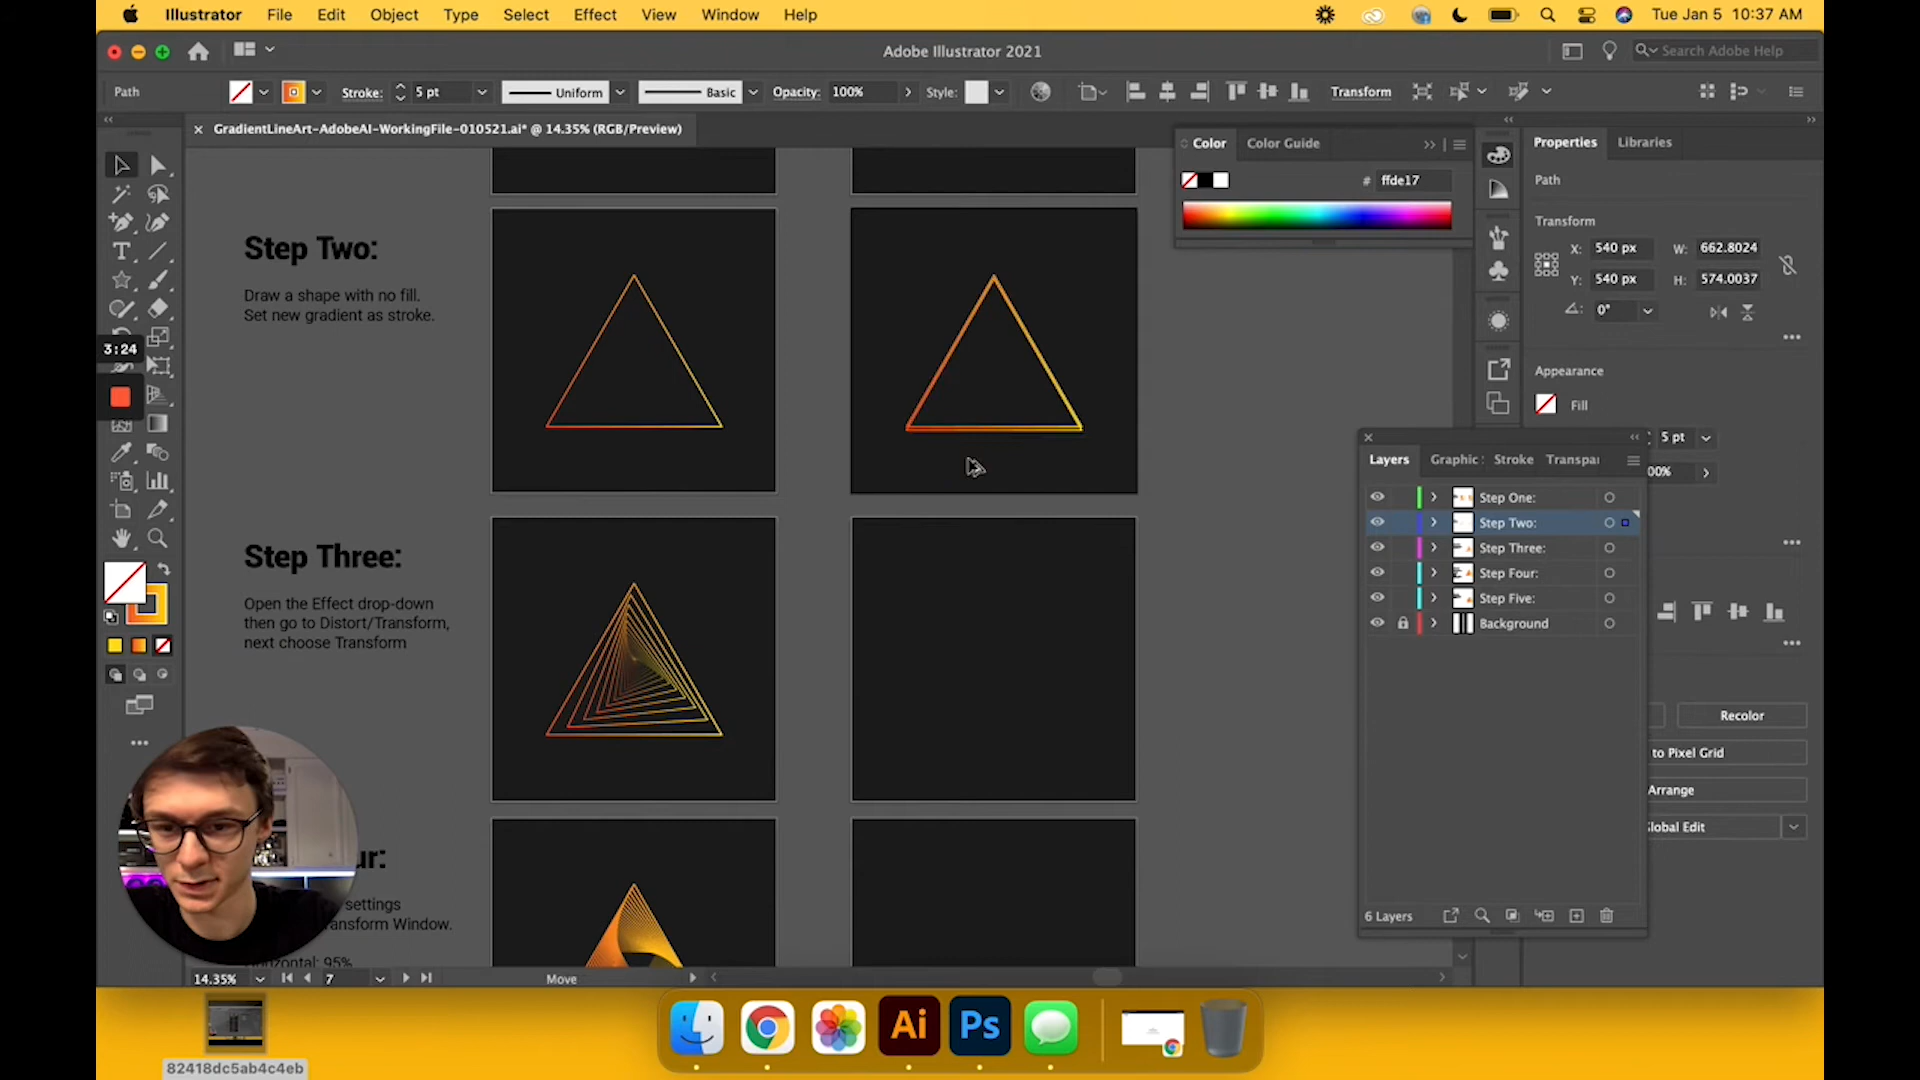 Illustrator File Edit Object Type Select Effect View Window Help
Tue Jan 5 10:37 AM
Adobe Illustrator 2021
Search Adobe Help
Path Stroke: 5 pt Uniform Basic Opacity: 100% Style: Transform
GradientLineArt-AdobeAI-WorkingFile-010521.ai* @ 14.35% (RGB/Preview)
Color Color Guide
# ffde17
Properties Libraries
Path
Transform
X: 540 px W: 662.8024
Y: 540 px H: 574.0037
0°
Appearance
Fill
5 pt
00%
Step Two:
Draw a shape with no fill.
Set new gradient as stroke.
3:24
T
Step Three:
Open the Effect drop-down
then go to Distort/Transform,
next choose Transform
ur:
settings
ansform Window.
izontal: 95%
Layers Graphic Stroke Transpa
Step One:
Step Two:
Step Three:
Step Four:
Step Five:
Background
6 Layers
Recolor
to Pixel Grid
Arrange
lobal Edit
14.35% 7 Move
Ai Ps
82418dc5ab4c4eb